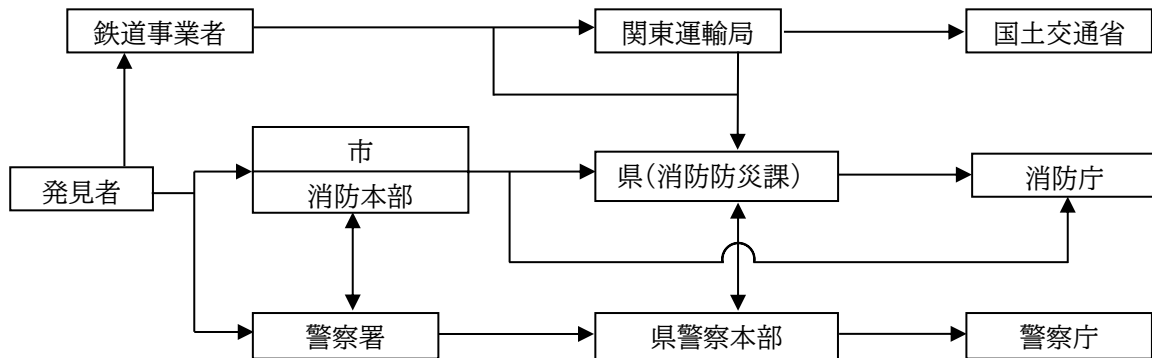 鉄道事業者
関東運輸局
国土交通省
市
消防本部
県(消防防災課)
消防庁
発見者
警察署
県警察本部
警察庁